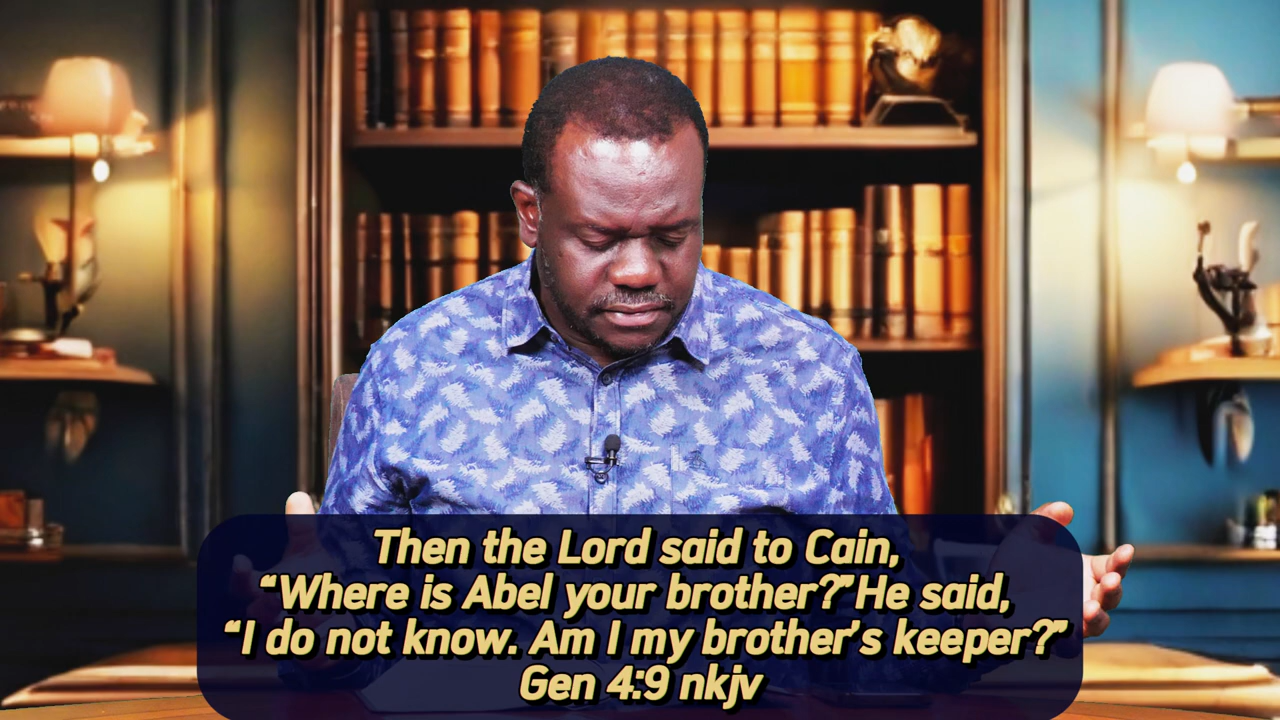 Then the Lord said to Cain,
“Where is Abel your brother?”He said,
“I do not know. Am I my brother’s keeper?”
Gen 4:9 nkjv